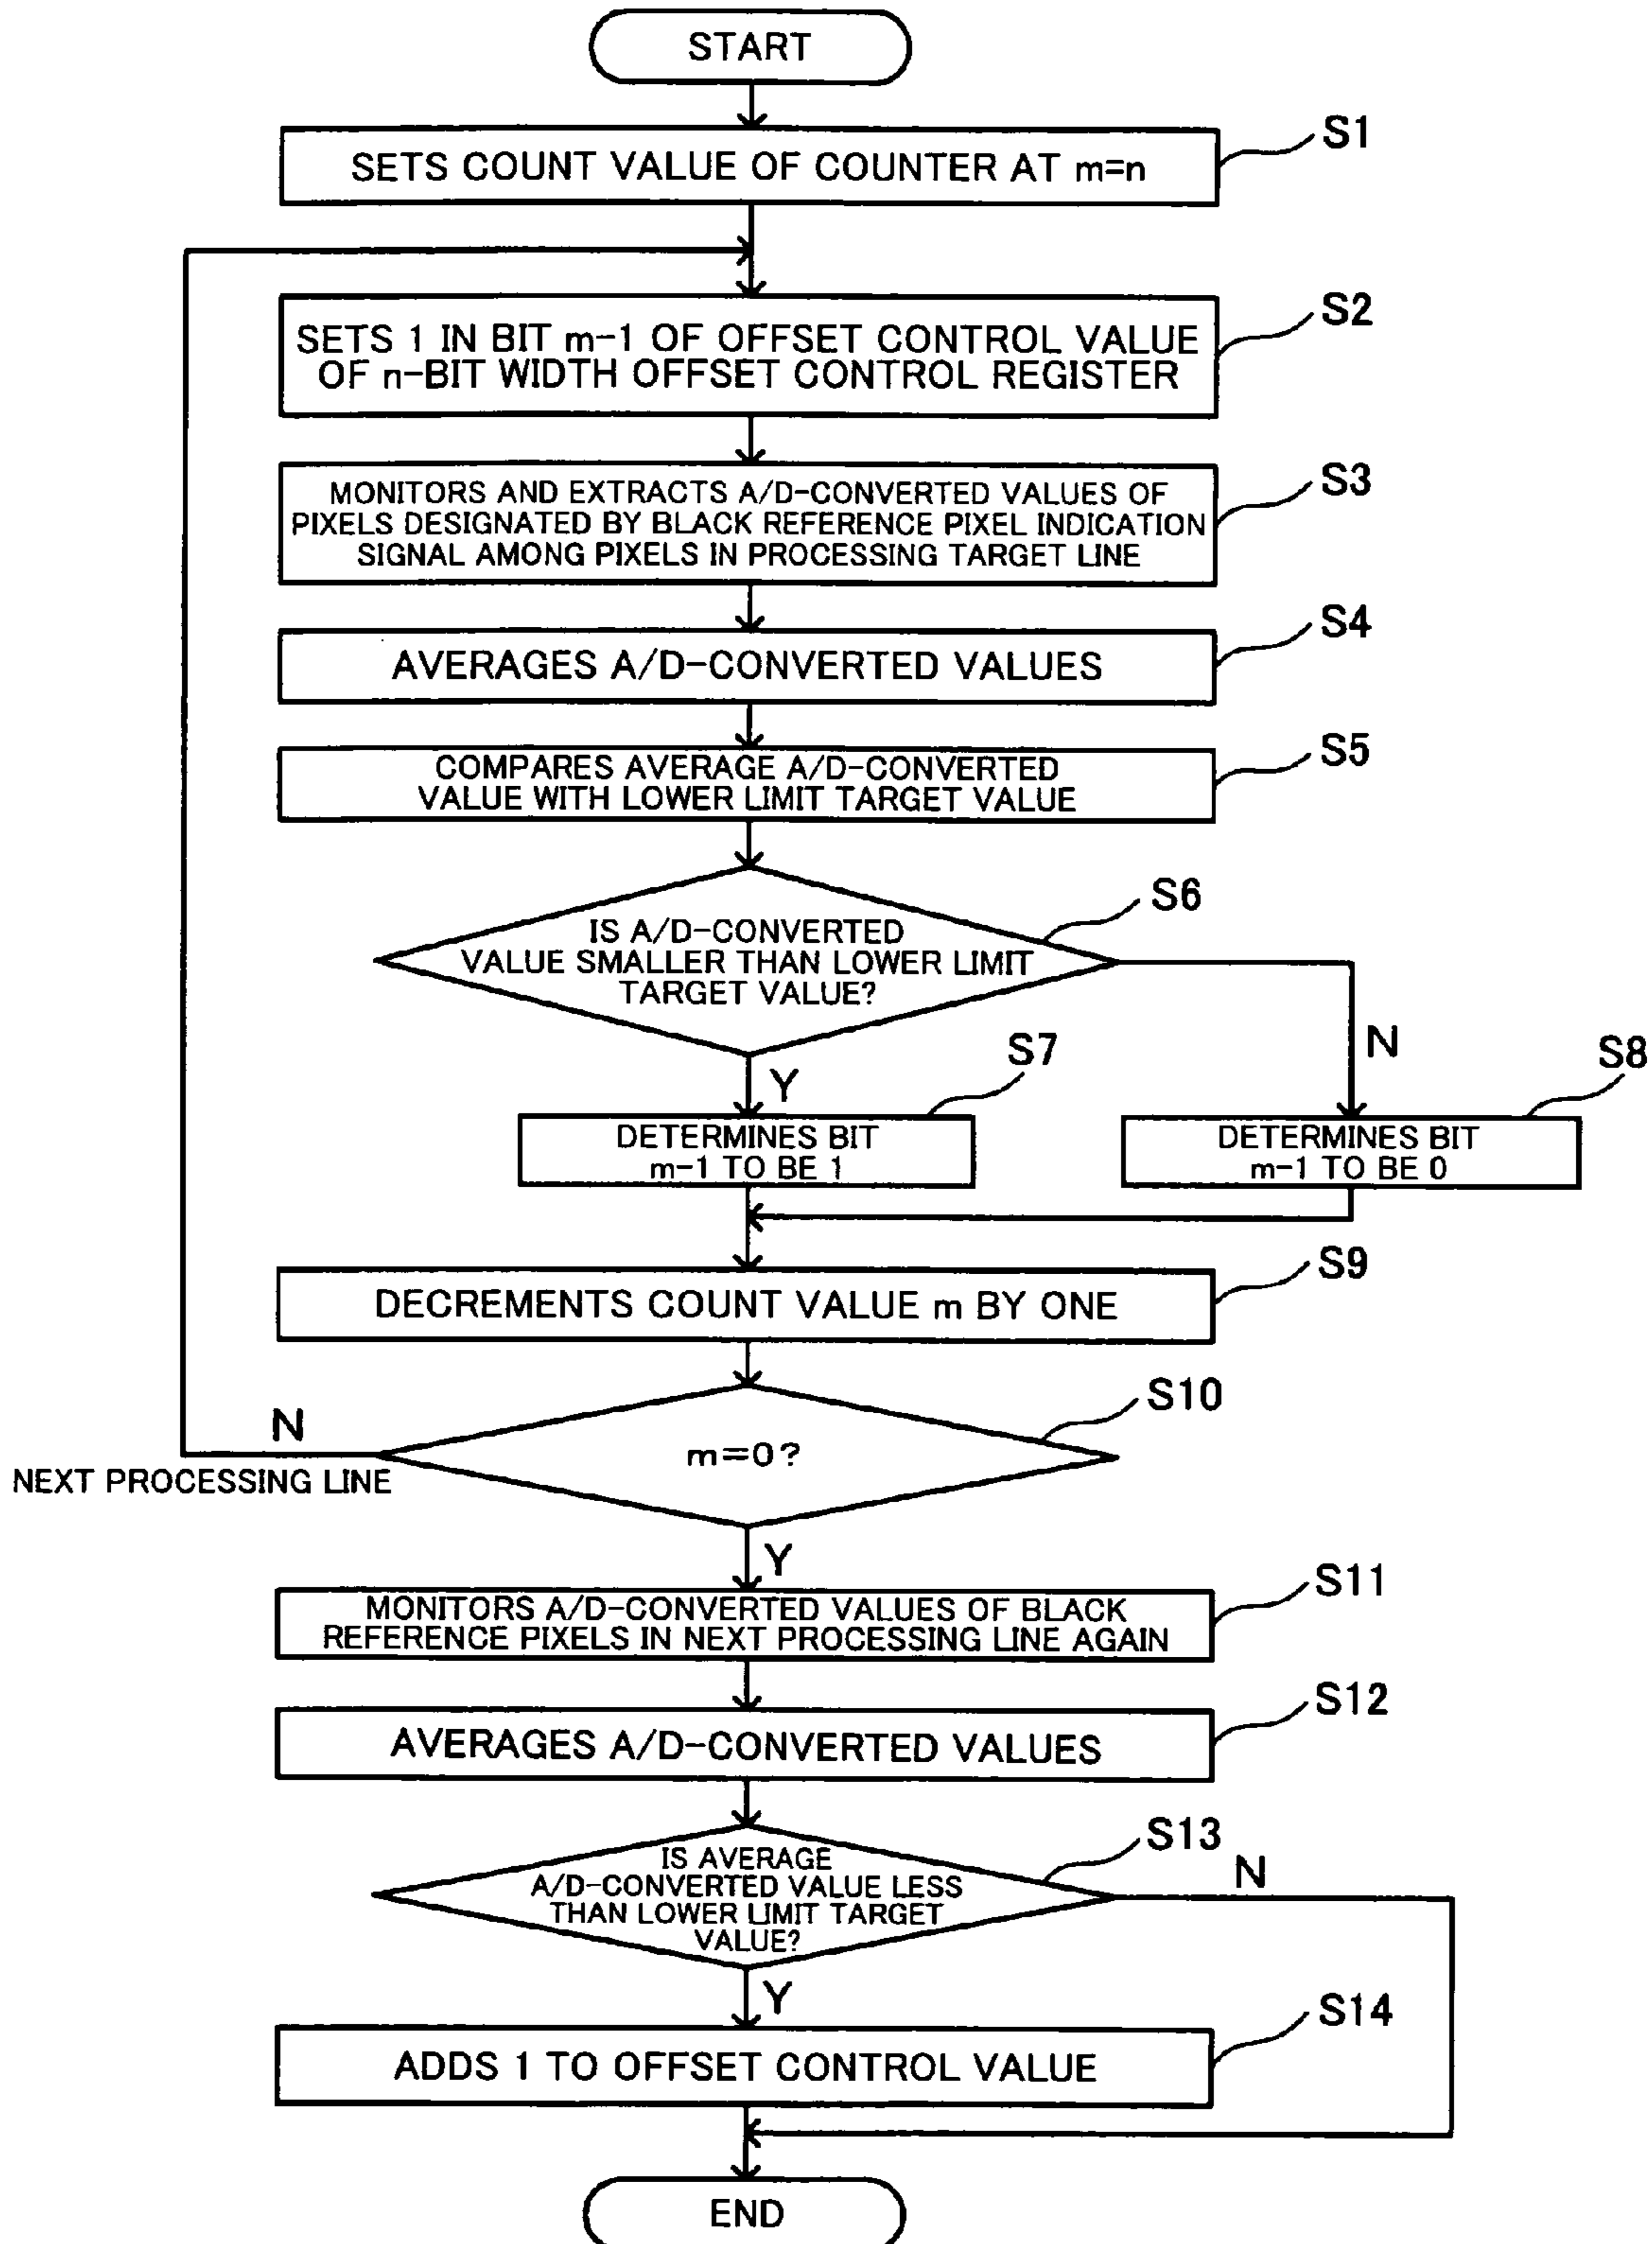 START
S1
SETS COUNT VALUE OF COUNTER AT m=n
S2
SETS 1 IN BIT m-1 OF OFFSET CONTROL VALUE
OF n-BIT WIDTH OFFSET CONTROL REGISTER
S3
MONITORS AND EXTRACTS A/D-CONVERTED VALUES OF
PIXELS DESIGNATED BY BLACK REFERENCE PIXEL INDICATION
SIGNAL AMONG PIXELS IN PROCESSING TARGET LINE
S4
AVERAGES A/D-CONVERTED VALUES
S5
COMPARES AVERAGE A/D-CONVERTED
VALUE WITH LOWER LIMIT TARGET VALUE
S6
IS A/D-CONVERTED
VALUE SMALLER THAN LOWER LIMIT
TARGET VALUE?
N
Y
S7
S8
DETERMINES BIT
m-1 TO BE 1
DETERMINES BIT
m-1 TO BE 0
S9
DECREMENTS COUNT VALUE m BY ONE
S10
m=0?
N
NEXT PROCESSING LINE
Y
S11
MONITORS A/D-CONVERTED VALUES OF BLACK
REFERENCE PIXELS IN NEXT PROCESSING LINE AGAIN
S12
AVERAGES A/D-CONVERTED VALUES
S13
IS AVERAGE
A/D-CONVERTED VALUE LESS
THAN LOWER LIMIT TARGET
VALUE?
N
Y
S14
ADDS 1 TO OFFSET CONTROL VALUE
END